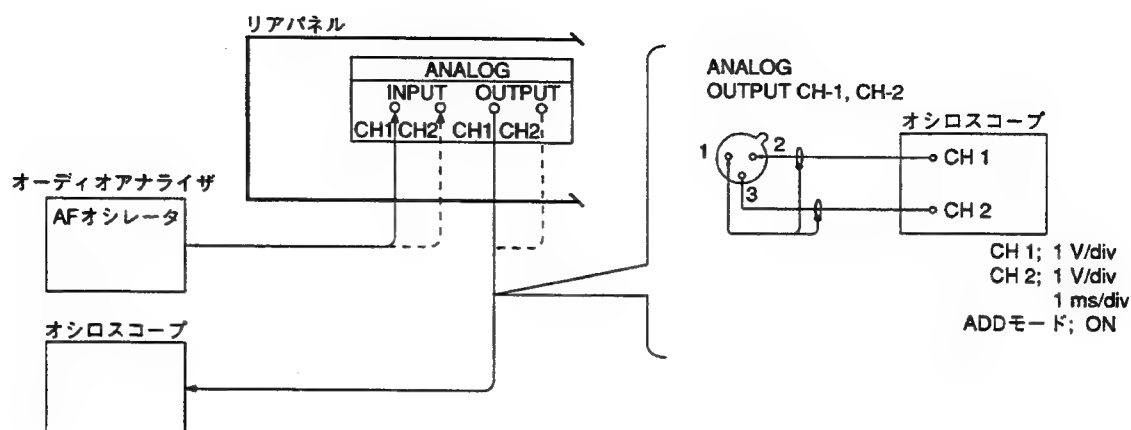 リアパネル
ANALOG
INPUT OUTPUT
CH1 CH2 CH1 CH2
オーディオアナライザ
AFオシレータ
オシロスコープ
ANALOG
OUTPUT CH-1, CH-2
オシロスコープ
1 2 3
CH 1
CH 2
CH 1; 1 V/div
CH 2; 1 V/div
1 ms/div
ADDモード; ON